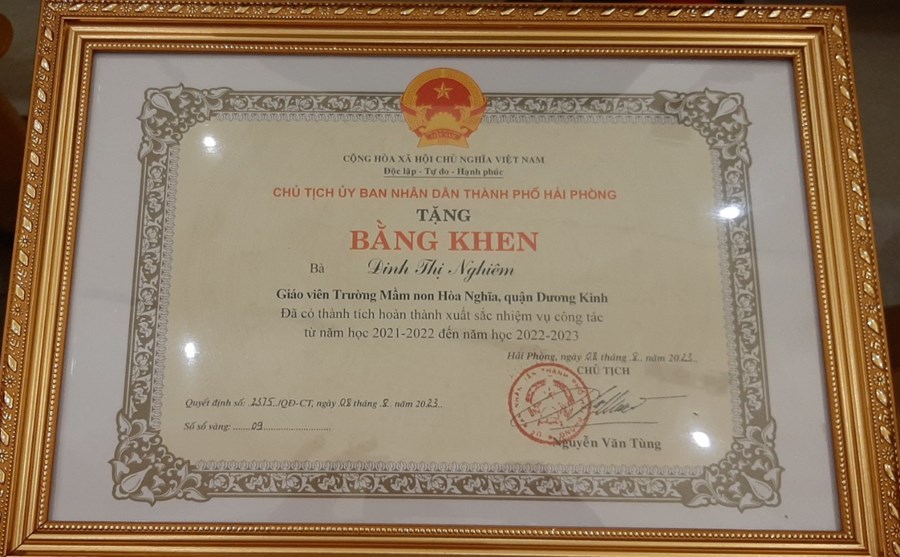 CỘNG HÒA XÃ HỘI CHỦ NGHĨA VIỆT NAM
Độc lập - Tự do - Hạnh phúc
CHỦ TỊCH ỦY BAN NHÂN DÂN THÀNH PHỐ HẢI PHÒNG
TẶNG
BẰNG KHEN
Bà Đinh Thị Nghiêm
Giáo viên Trường Mầm non Hòa Nghĩa, quận Dương Kinh
Đã có thành tích hoàn thành xuất sắc nhiệm vụ công tác
từ năm học 2021-2022 đến năm học 2022-2023
Hải Phòng, ngày 08 tháng 8 năm 2023
CHỦ TỊCH
Quyết định số: 2375/QĐ-CT, ngày 08 tháng 8 năm 2023
Số sổ vàng: 09
Nguyễn Văn Tùng